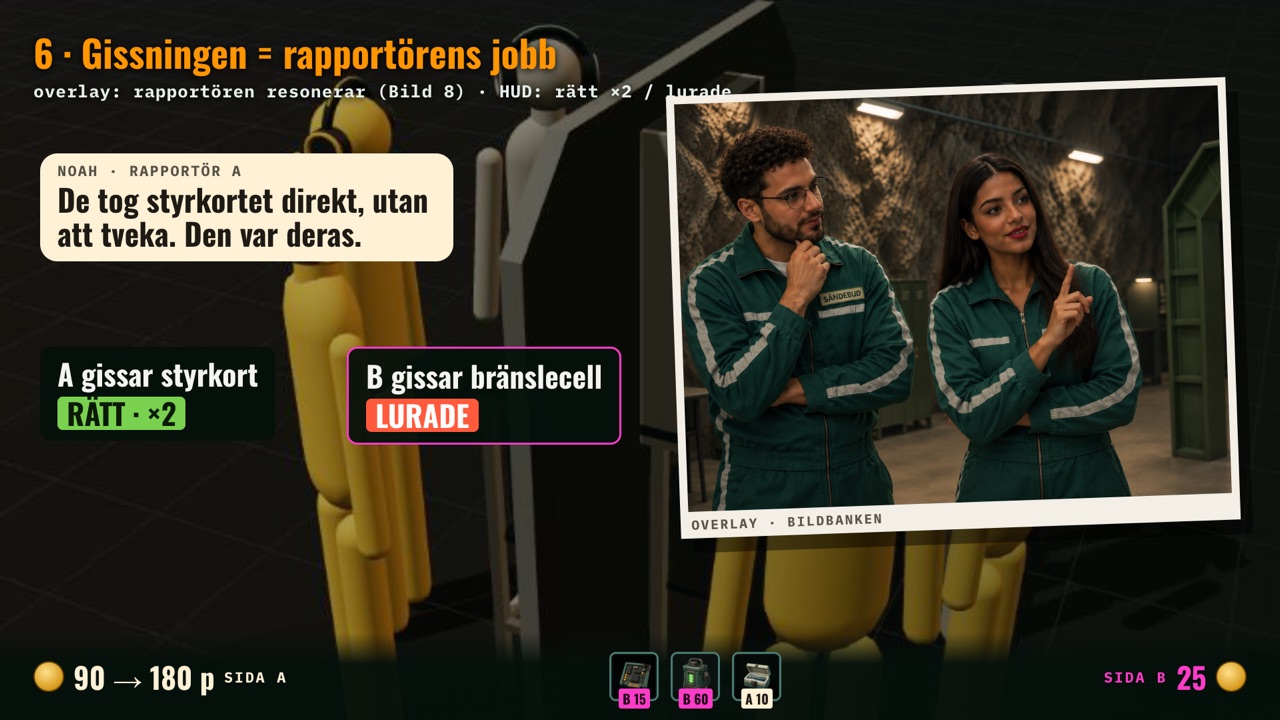 6 · Gissningen = rapportörens jobb
overlay: rapportören resonerar (Bild 8) · HUD: rätt ×2 / lurade
NOAH · RAPPORTÖR A
De tog styrkortet direkt, utan
att tveka. Den var deras.
A gissar styrkort
RÄTT · ×2
B gissar bränslecell
LURADE
SÄNDEBUD
OVERLAY · BILDBANKEN
90 → 180 p SIDA A
B 15
B 60
A 10
SIDA B 25